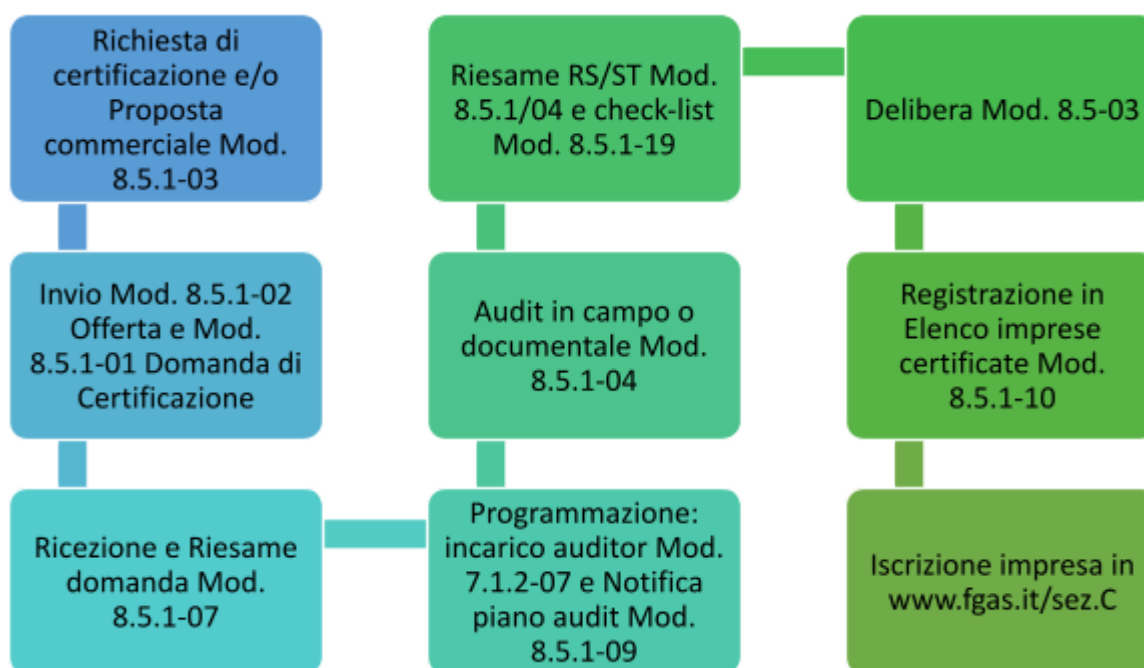 Richiesta di
certificazione e/o
Proposta
commerciale Mod.
8.5.1-03
Invio Mod. 8.5.1-02
Offerta e Mod.
8.5.1-01 Domanda di
Certificazione
Ricezione e Riesame
domanda Mod.
8.5.1-07
Programmazione:
incarico auditor Mod.
7.1.2-07 e Notifica
piano audit Mod.
8.5.1-09
Audit in campo o
documentale Mod.
8.5.1-04
Riesame RS/ST Mod.
8.5.1/04 e check-list
Mod. 8.5.1-19
Delibera Mod. 8.5-03
Registrazione in
Elenco imprese
certificate Mod.
8.5.1-10
Iscrizione impresa in
www.fgas.it/sez.C